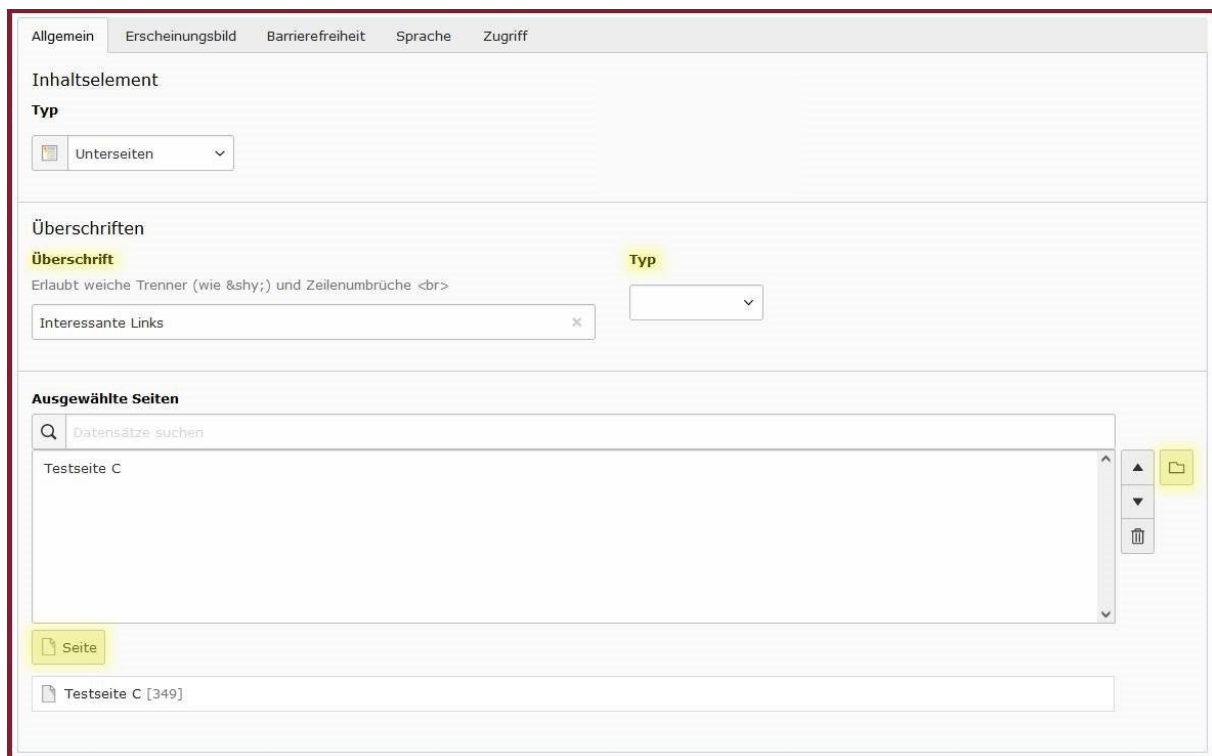 Allgemein Erscheinungsbild Barrierefreiheit Sprache Zugriff
Inhaltselement
Typ
Unterseiten
Überschriften
Überschrift Typ
Erlaubt weiche Trenner (wie &shy;) und Zeilenumbrüche <br>
Interessante Links
Ausgewählte Seiten
Datensätze suchen
Testseite C
Seite
Testseite C [349]